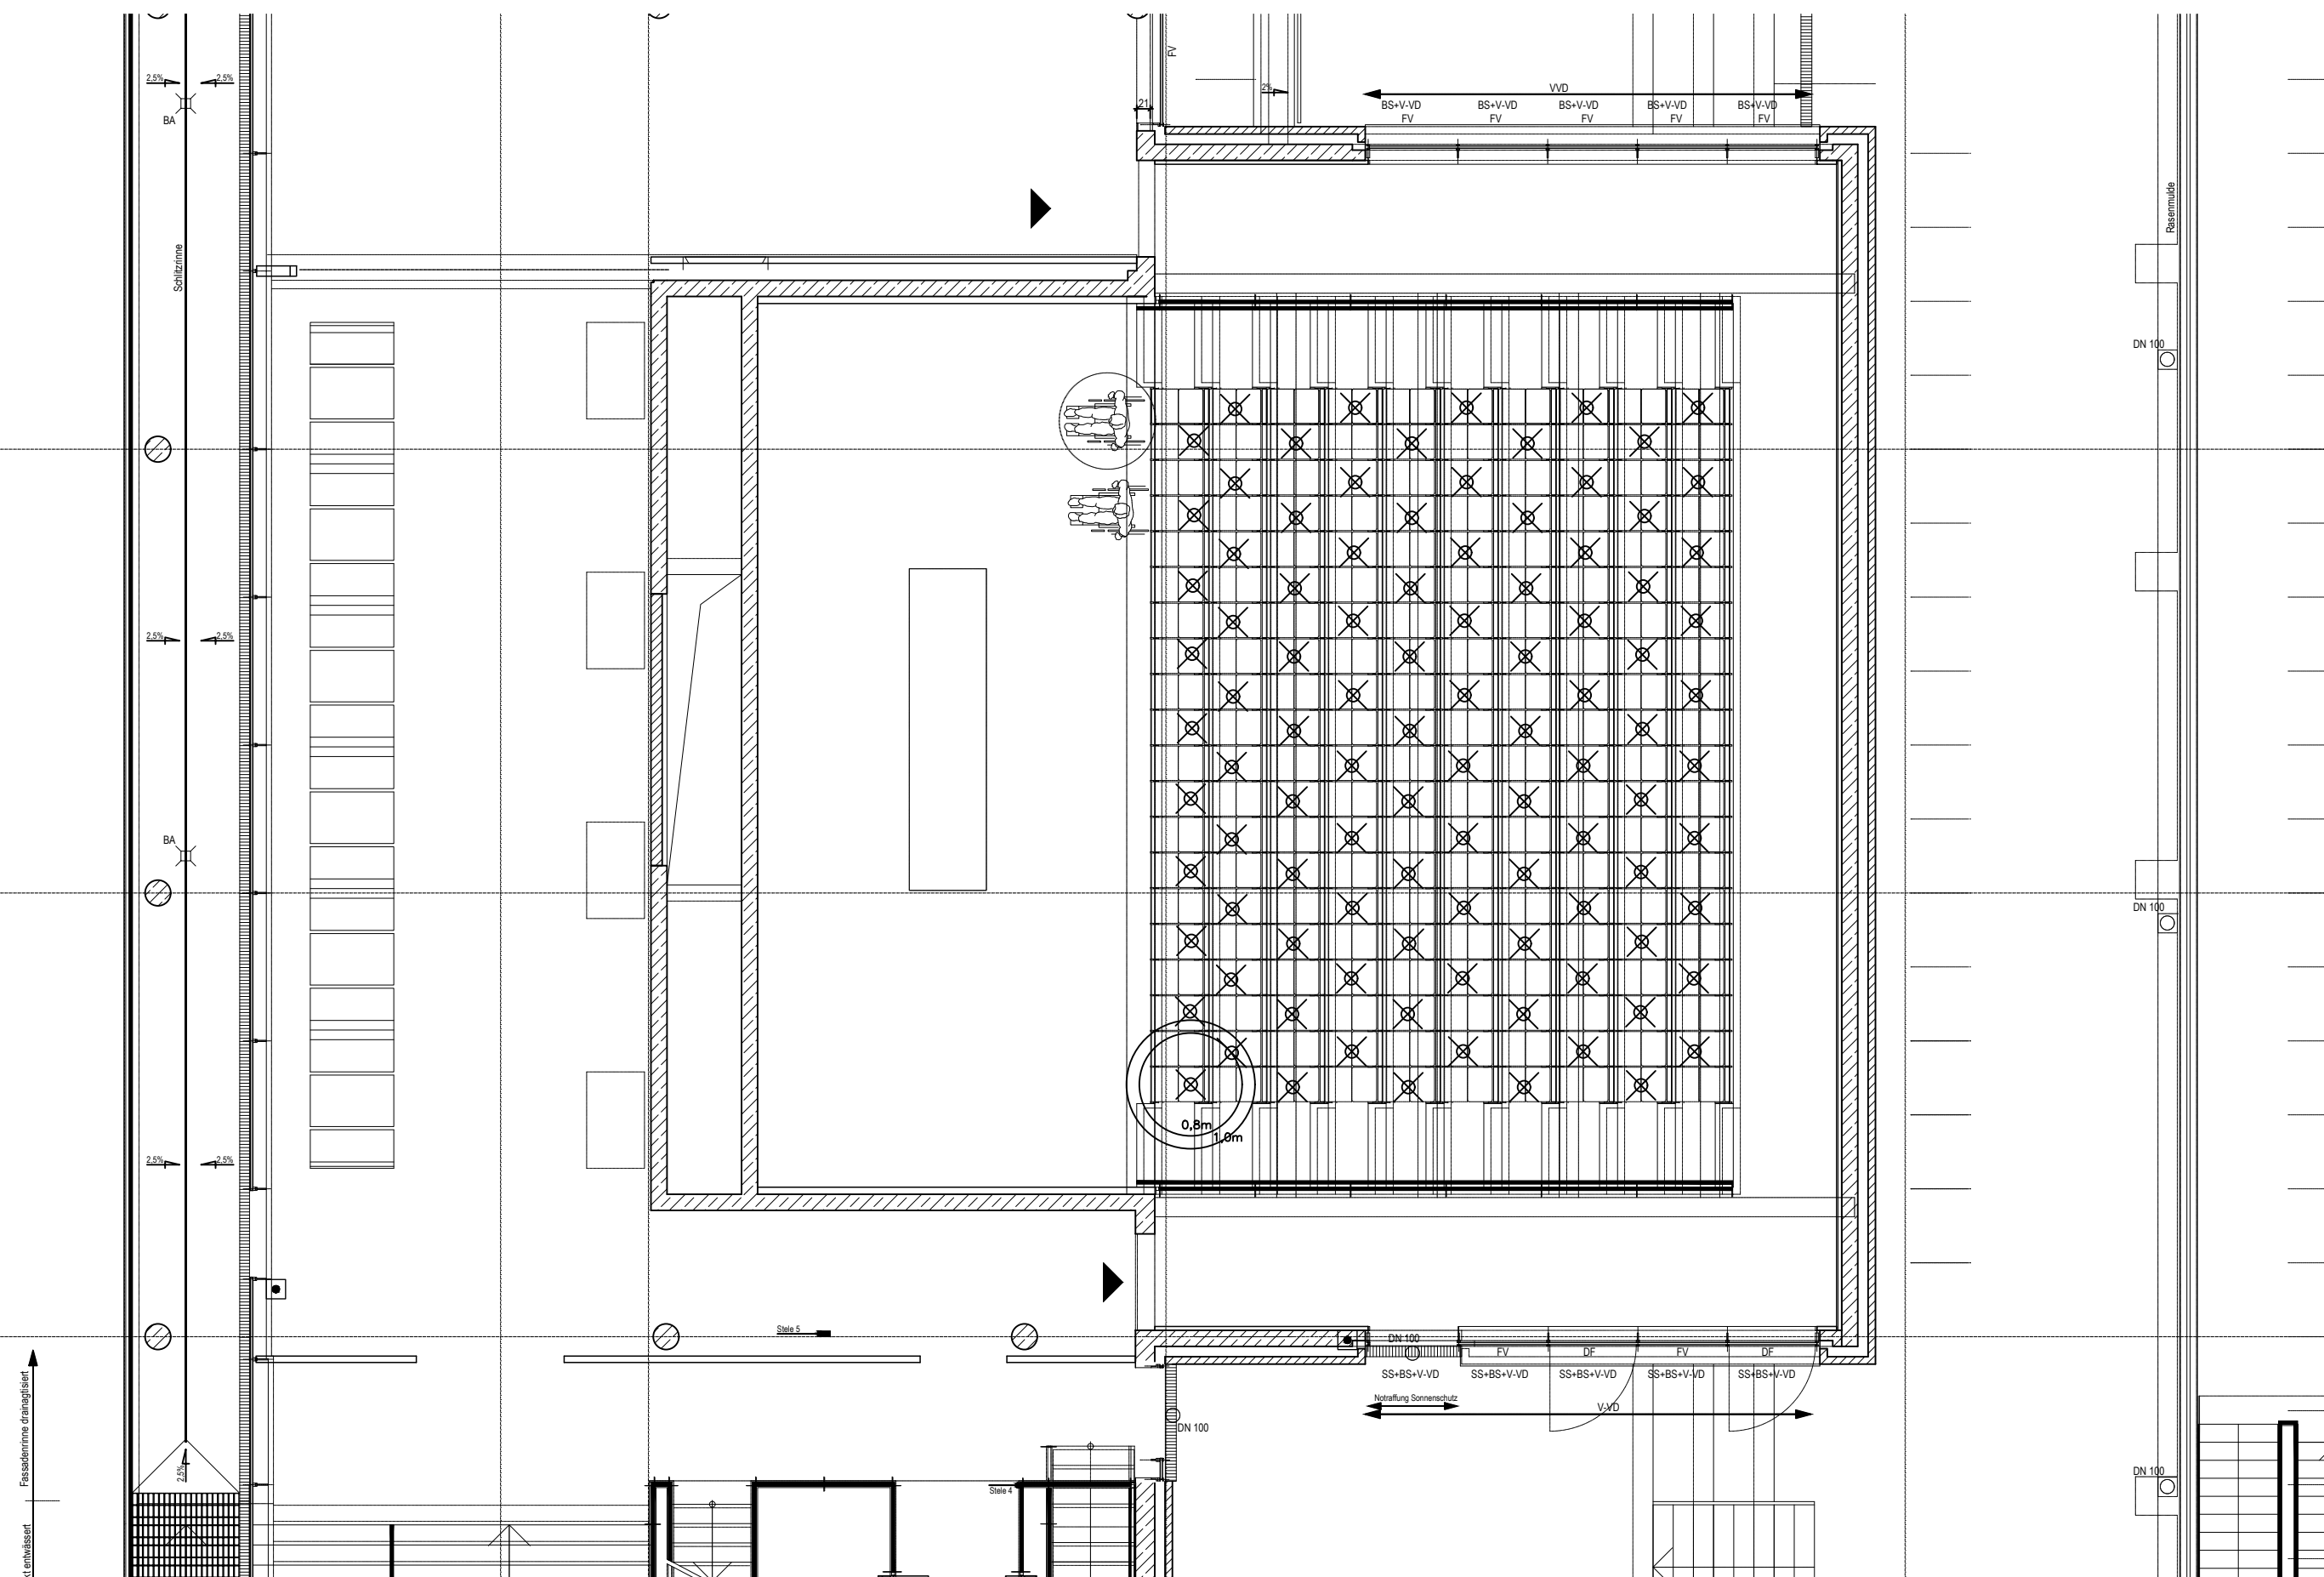 FV
2,5% 2,5%
BA
21
2%
VVD
BS+V-VD BS+V-VD BS+V-VD BS+V-VD BS+V-VD
FV FV FV FV FV
Schlitzrinne
Rasenmulde
DN 100
2,5% 2,5%
BA
DN 100
0,8m
1,0m
2,5% 2,5%
Stele 5
DN 100
FV DF FV DF
SS+BS+V-VD SS+BS+V-VD SS+BS+V-VD SS+BS+V-VD SS+BS+V-VD
Notraffung Sonnenschutz
V-VD
DN 100
Fassadenrinne drainagtisiert
2,5%
DN 100
Stele 4
kt entwässert